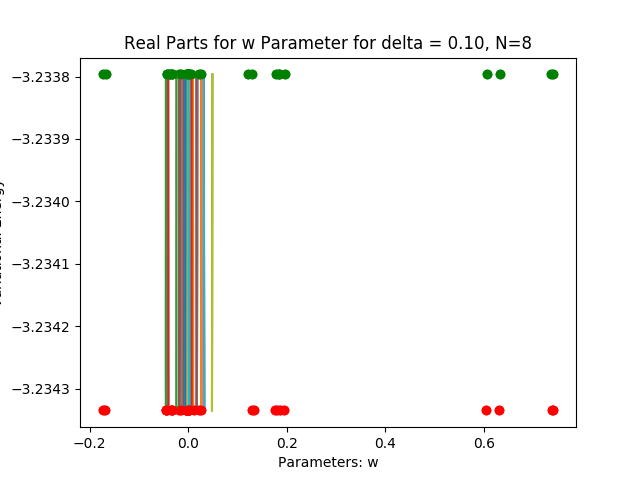 Real Parts for w Parameter for delta = 0.10, N=8
−3.2338
−3.2339
−3.2340
−3.2341
−3.2342
−3.2343
−0.2 0.0 0.2 0.4 0.6
Parameters: w